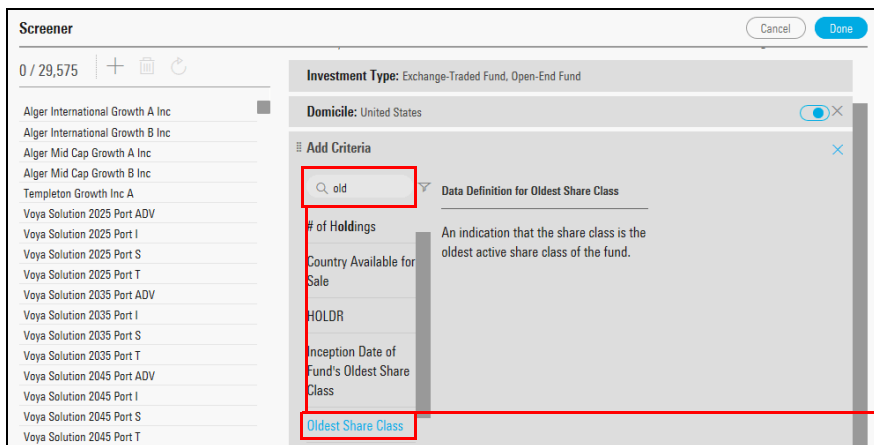 Screener
Cancel
Done
0 / 29,575
Alger International Growth A Inc
Alger International Growth B Inc
Alger Mid Cap Growth A Inc
Alger Mid Cap Growth B Inc
Templeton Growth Inc A
Voya Solution 2025 Port ADV
Voya Solution 2025 Port I
Voya Solution 2025 Port S
Voya Solution 2025 Port T
Voya Solution 2035 Port ADV
Voya Solution 2035 Port I
Voya Solution 2035 Port S
Voya Solution 2035 Port T
Voya Solution 2045 Port ADV
Voya Solution 2045 Port I
Voya Solution 2045 Port S
Voya Solution 2045 Port T
Investment Type: Exchange-Traded Fund, Open-End Fund
Domicile: United States
Add Criteria
old
# of Holdings
Country Available for
Sale
HOLDR
Inception Date of
Fund's Oldest Share
Class
Oldest Share Class
Data Definition for Oldest Share Class
An indication that the share class is the
oldest active share class of the fund.